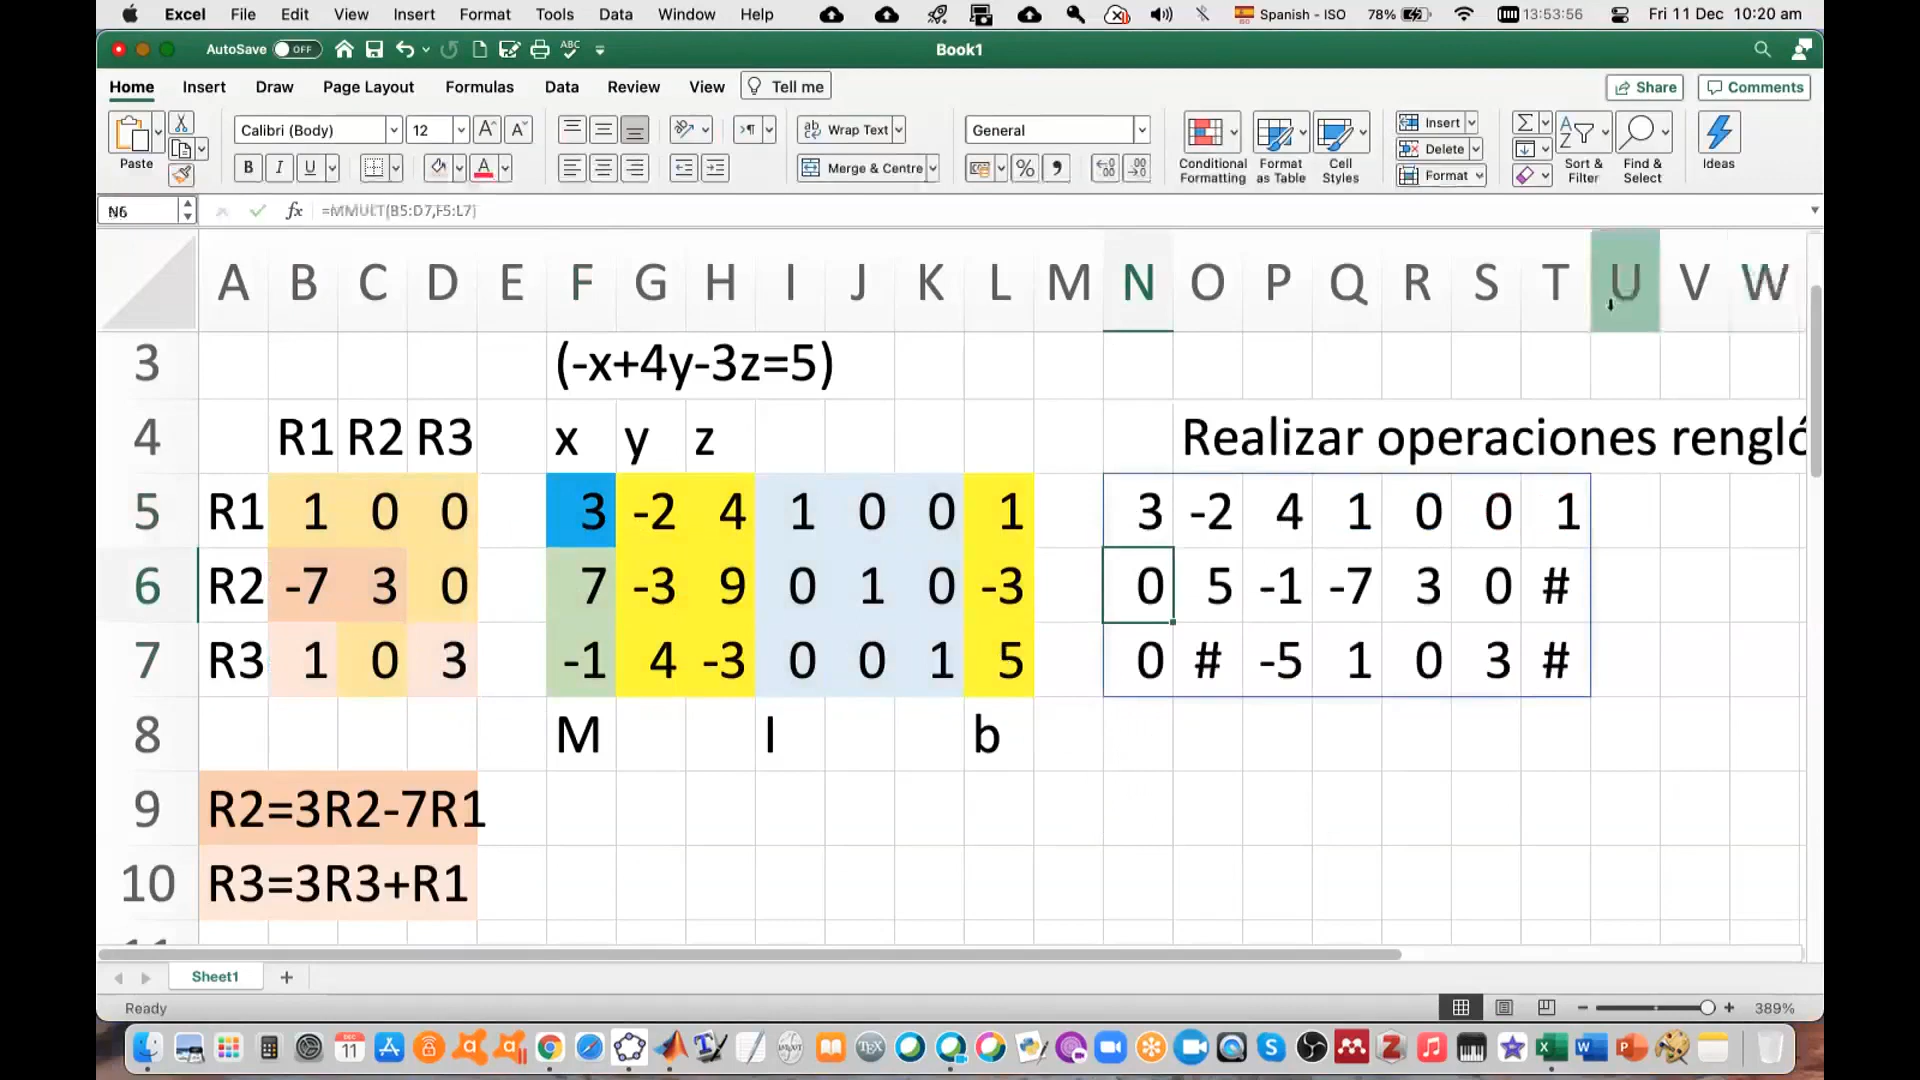 Excel File Edit View Insert Format Tools Data Window Help Spanish - ISO 78% 13:53:56 Fri 11 Dec 10:20 am
AutoSave OFF ABC Book1
Home Insert Draw Page Layout Formulas Data Review View Tell me Share Comments
Paste Calibri (Body) 12 Wrap Text General Insert
B I U Merge & Centre Delete
Conditional Formatting Format as Table Cell Styles Format Sort & Filter Find & Select Ideas
N6 fx =MMULT(B5:D7,F5:L7)
A B C D E F G H I J K L M N O P Q R S T U V W
3 (-x+4y-3z=5)
4 R1 R2 R3 x y z Realizar operaciones rengló
5 R1 1 0 0 3 -2 4 1 0 0 1 3 -2 4 1 0 0 1
6 R2 -7 3 0 7 -3 9 0 1 0 -3 0 5 -1 -7 3 0 #
7 R3 1 0 3 -1 4 -3 0 0 1 5 0 # -5 1 0 3 #
8 M I b
9 R2=3R2-7R1
10 R3=3R3+R1
Sheet1
Ready 389%
DEC 11 TEX